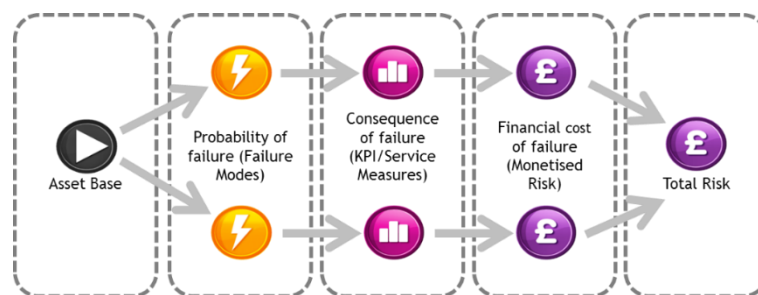 Asset Base
Probability of
failure (Failure
Modes)
Consequence
of failure
(KPI/Service
Measures)
£
Financial cost
of failure
(Monetised
Risk)
£
£
Total Risk